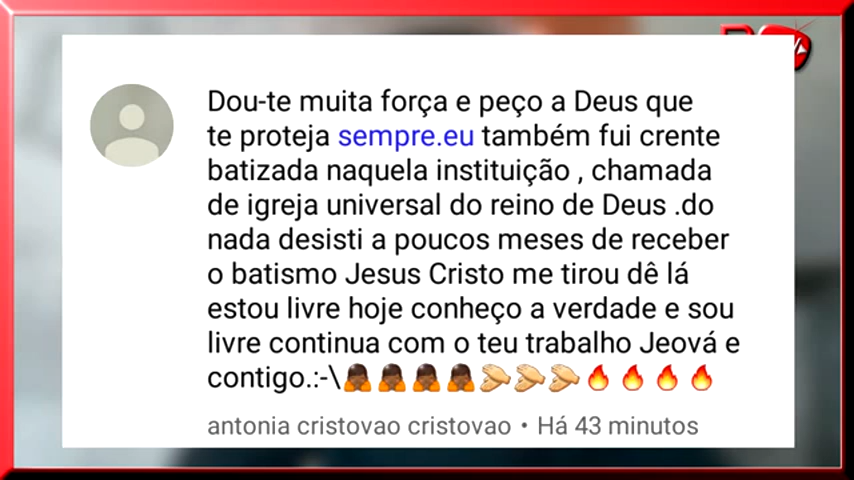 Dou-te muita força e peço a Deus que
te proteja sempre.eu também fui crente
batizada naquela instituição , chamada
de igreja universal do reino de Deus .do
nada desisti a poucos meses de receber
o batismo Jesus Cristo me tirou dê lá
estou livre hoje conheço a verdade e sou
livre continua com o teu trabalho Jeová e
contigo.:-\🙇🏾‍♀️🙇🏾‍♀️🙇🏾‍♀️🙇🏾‍♀️👏🏻👏🏻👏🏻🔥🔥🔥🔥
antonia cristovao cristovao • Há 43 minutos